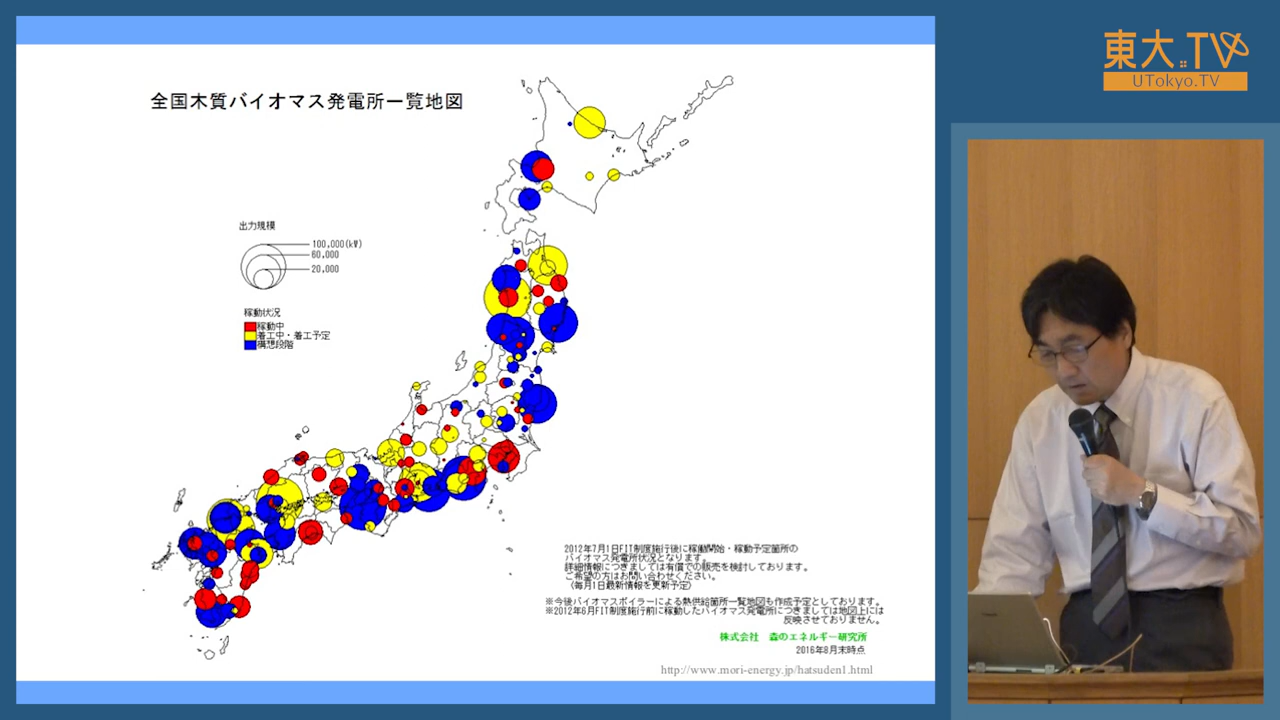 全国木質バイオマス発電所一覧地図
出力規模
100,000(kW)
60,000
20,000
稼動状況
稼動中
着工中・着工予定
構想段階
2012年7月1日FIT制度施行後に稼働開始・稼働予定箇所の
バイオマス発電所状況となります。
詳細情報につきましては有償での販売を検討しております。
ご希望の方はお問い合わせください。
（毎月1日最新情報を更新予定）
※今後バイオマスボイラーによる熱供給箇所一覧地図も作成予定としております。
※2012年6月FIT制度施行前に稼動したバイオマス発電所につきましては地図上には
反映させておりません。
株式会社　森のエネルギー研究所
2016年8月末時点
http://www.mori-energy.jp/hatsuden1.html
東大.TV
UTokyo.TV